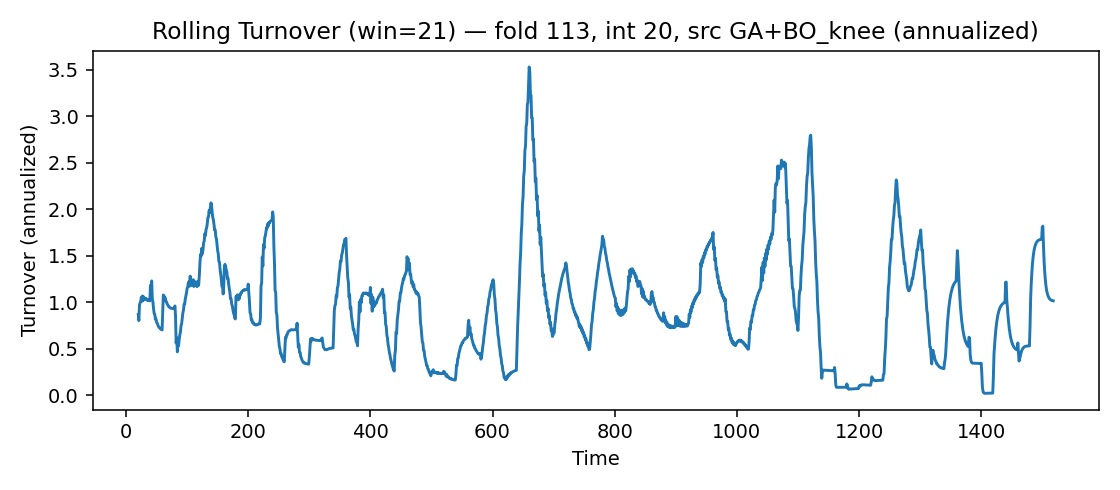 Rolling Turnover (win=21) — fold 113, int 20, src GA+BO_knee (annualized)
Turnover (annualized)
3.5
3.0
2.5
2.0
1.5
1.0
0.5
0.0
0 200 400 600 800 1000 1200 1400
Time